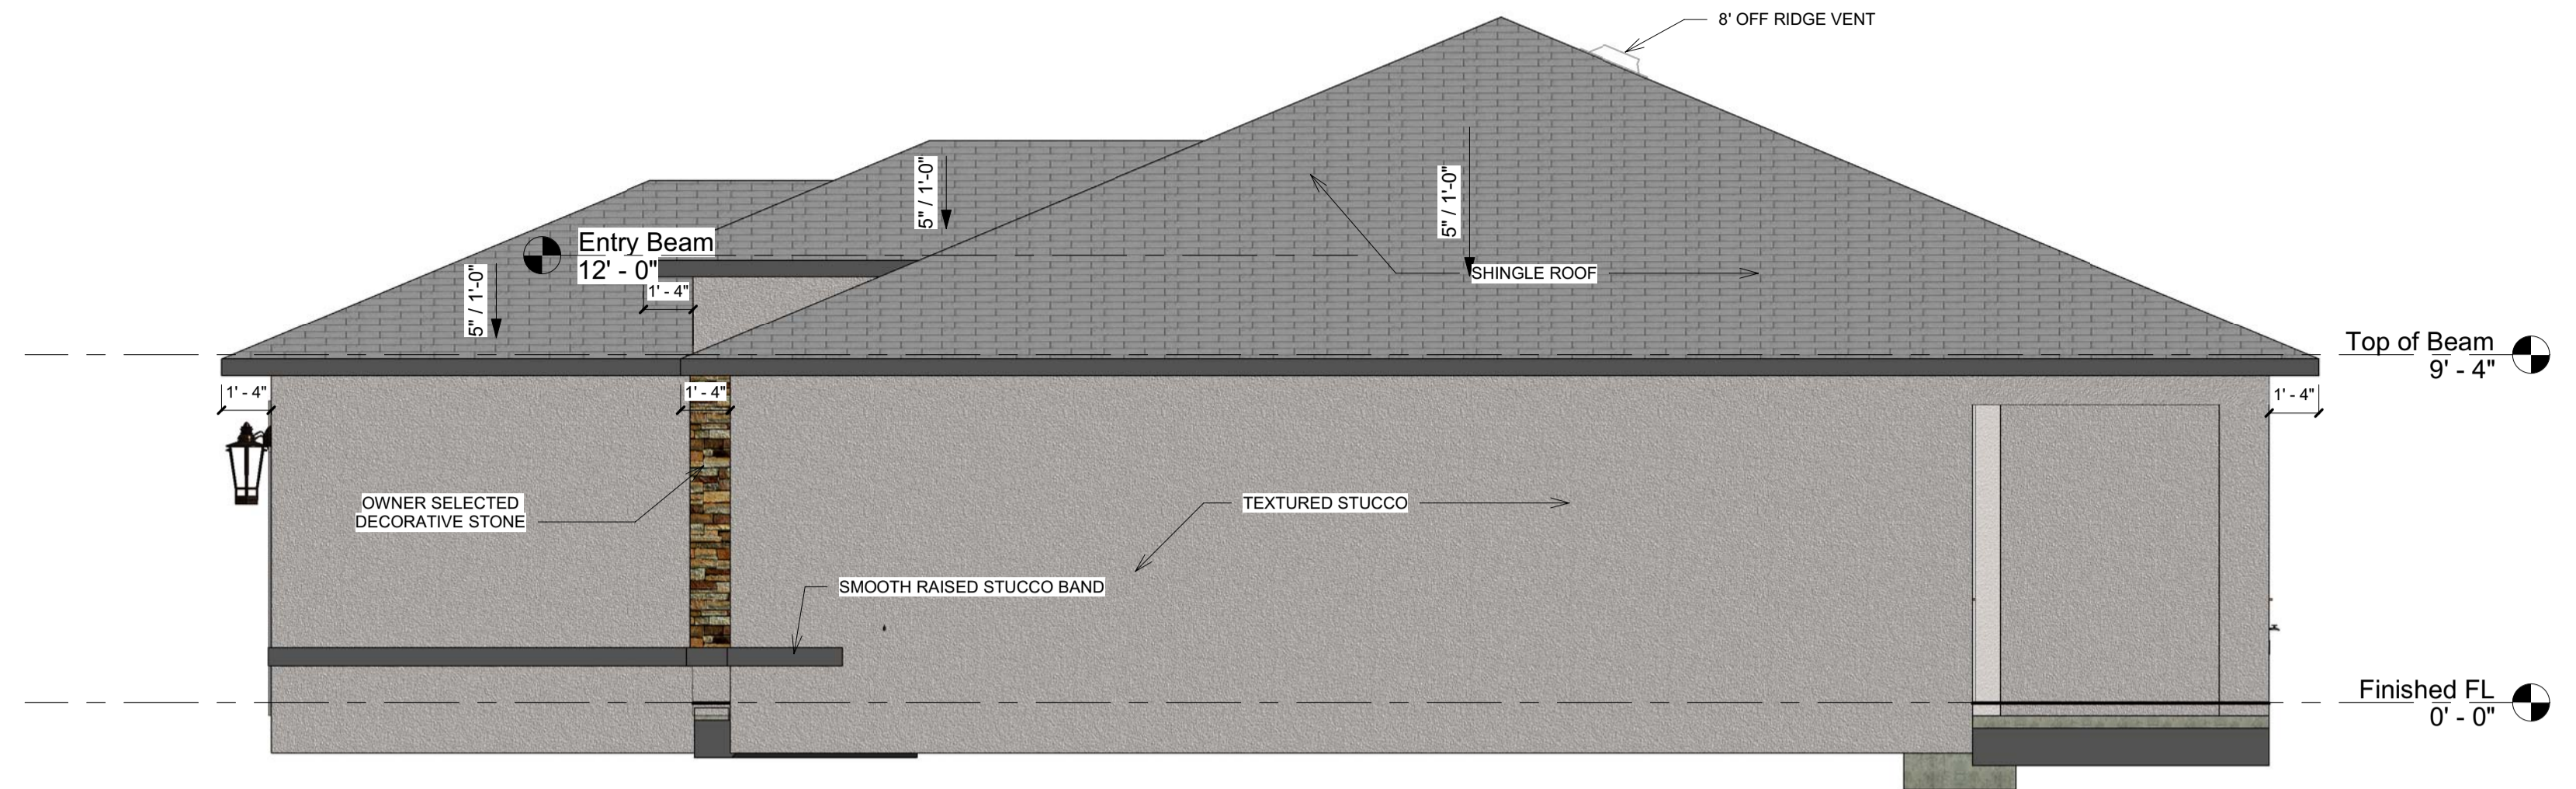 8' OFF RIDGE VENT
5" / 1'-0"
5" / 1'-0"
Entry Beam
12' - 0"
5" / 1'-0"
1' - 4"
SHINGLE ROOF
Top of Beam
9' - 4"
1' - 4"
1' - 4"
1' - 4"
OWNER SELECTED
DECORATIVE STONE
TEXTURED STUCCO
SMOOTH RAISED STUCCO BAND
Finished FL
0' - 0"